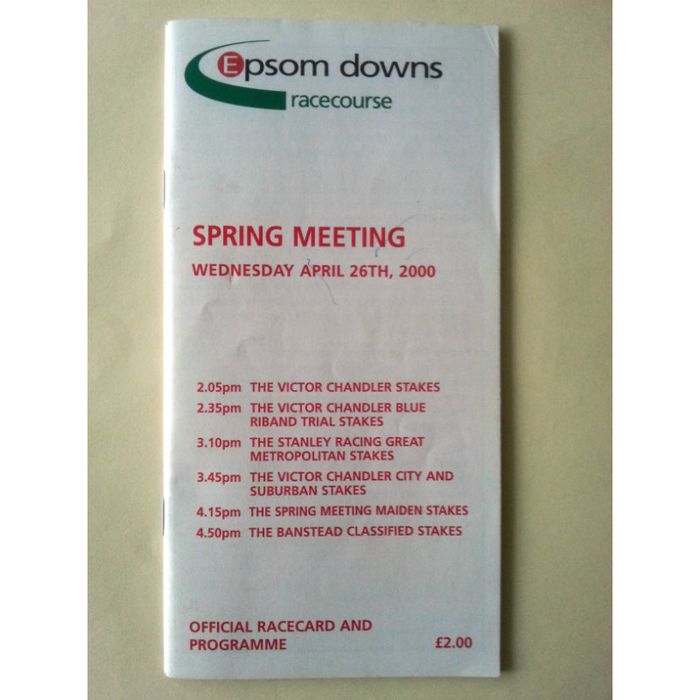 Epsom downs
racecourse
SPRING MEETING
WEDNESDAY APRIL 26TH, 2000
2.05pm THE VICTOR CHANDLER STAKES
2.35pm THE VICTOR CHANDLER BLUE
RIBAND TRIAL STAKES
3.10pm THE STANLEY RACING GREAT
METROPOLITAN STAKES
3.45pm THE VICTOR CHANDLER CITY AND
SUBURBAN STAKES
4.15pm THE SPRING MEETING MAIDEN STAKES
4.50pm THE BANSTEAD CLASSIFIED STAKES
OFFICIAL RACECARD AND
PROGRAMME £2.00